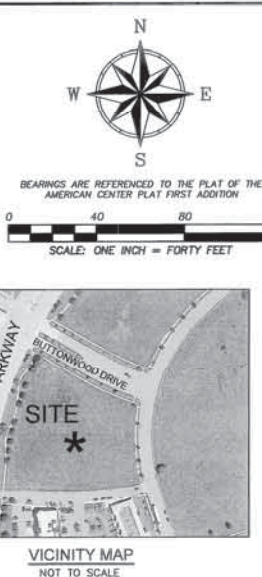 N
W E
S
BEARINGS ARE REFERENCED TO THE PLAT OF THE
AMERICAN CENTER PLAT FIRST ADDITION
0 40 80
SCALE: ONE INCH = FORTY FEET
ARKWAY
BUTTONWOOD DRIVE
SITE
*
VICINITY MAP
NOT TO SCALE